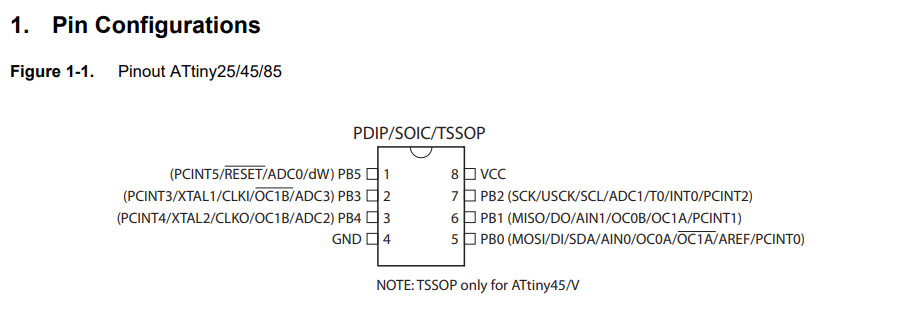 1. Pin Configurations
Figure 1-1. Pinout ATtiny25/45/85
PDIP/SOIC/TSSOP
(PCINT5/RESET/ADC0/dW) PB5 1 8 VCC
(PCINT3/XTAL1/CLKI/OC1B/ADC3) PB3 2 7 PB2 (SCK/USCK/SCL/ADC1/T0/INT0/PCINT2)
(PCINT4/XTAL2/CLKO/OC1B/ADC2) PB4 3 6 PB1 (MISO/DO/AIN1/OC0B/OC1A/PCINT1)
GND 4 5 PB0 (MOSI/DI/SDA/AIN0/OC0A/OC1A/AREF/PCINT0)
NOTE: TSSOP only for ATtiny45/V